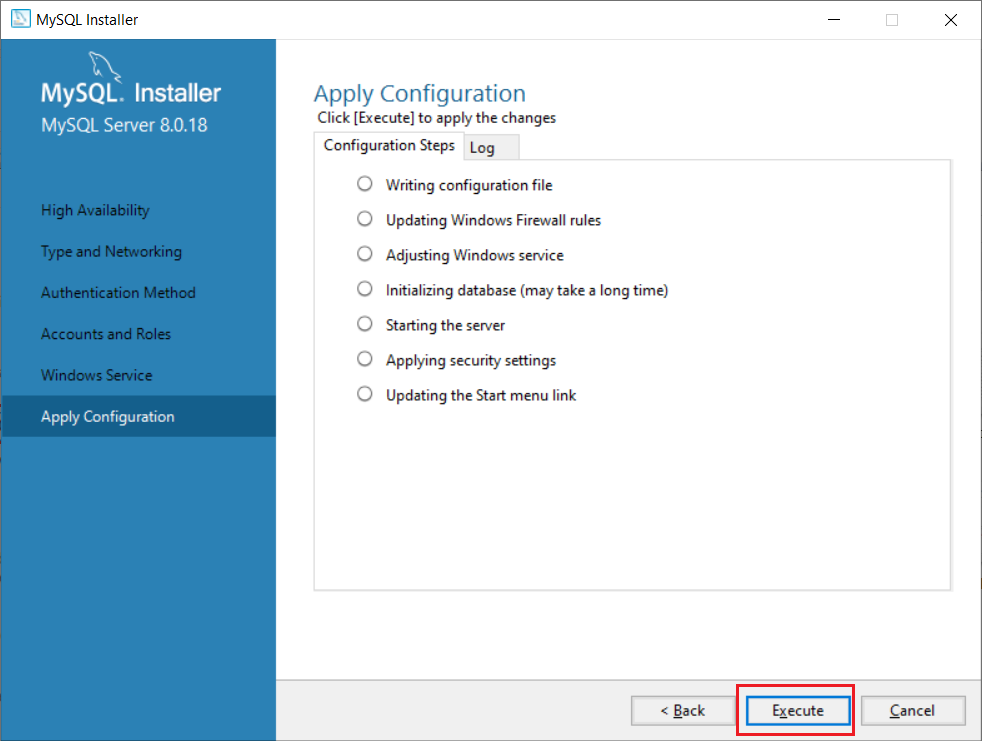 MySQL Installer
MySQL. Installer
MySQL Server 8.0.18
High Availability
Type and Networking
Authentication Method
Accounts and Roles
Windows Service
Apply Configuration
Apply Configuration
Click [Execute] to apply the changes
Configuration Steps
Log
Writing configuration file
Updating Windows Firewall rules
Adjusting Windows service
Initializing database (may take a long time)
Starting the server
Applying security settings
Updating the Start menu link
< Back
Execute
Cancel